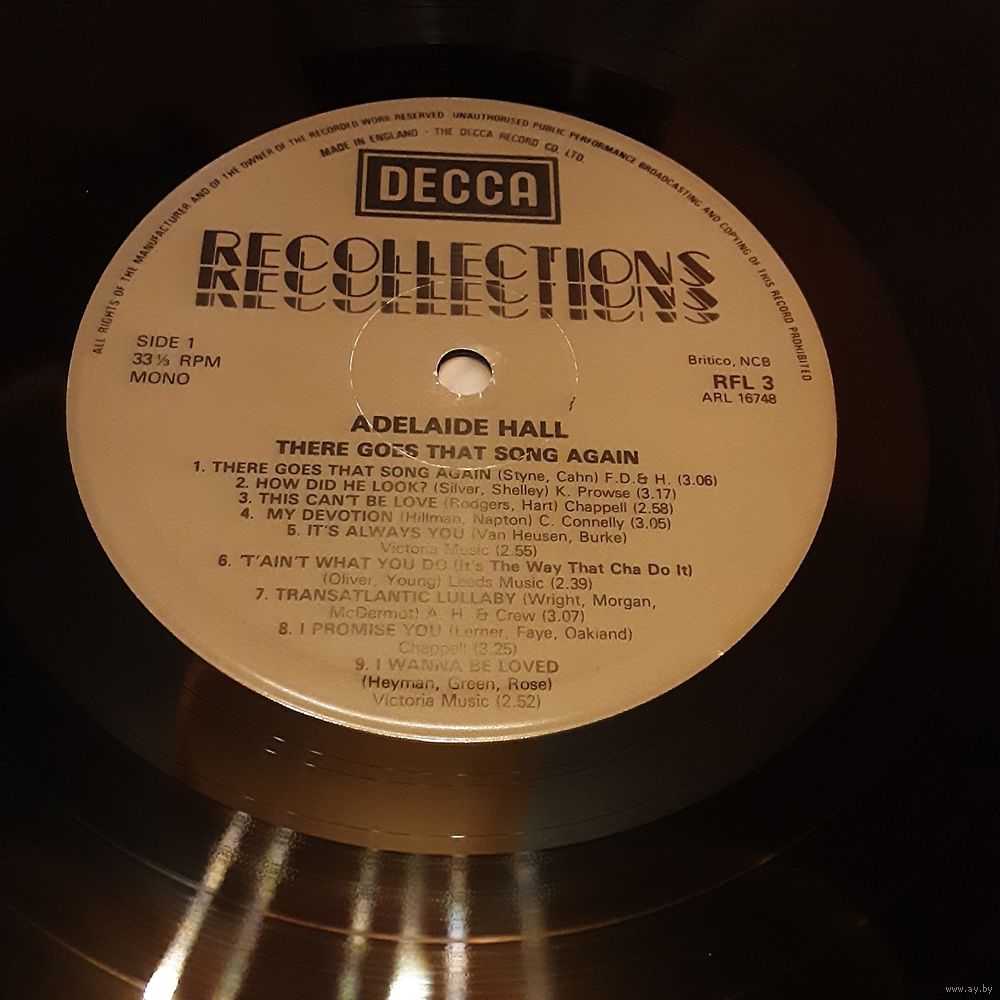 ALL RIGHTS OF THE MANUFACTURER AND OF THE OWNER OF THE RECORDED WORK RESERVED UNAUTHORISED PUBLIC PERFORMANCE BROADCASTING AND COPYING OF THIS RECORD PROHIBITED
MADE IN ENGLAND · THE DECCA RECORD CO. LTD.
DECCA
RECOLLECTIONS
RECOLLECTIONS
RECOLLECTIONS
SIDE 1
33⅓ RPM
MONO
Britico, NCB
RFL 3
ARL 16748
ADELAIDE HALL
THERE GOES THAT SONG AGAIN
1. THERE GOES THAT SONG AGAIN (Styne, Cahn) F.D.& H. (3.06)
2. HOW DID HE LOOK? (Silver, Shelley) K. Prowse (3.17)
3. THIS CAN'T BE LOVE (Rodgers, Hart) Chappell (2.58)
4. MY DEVOTION (Hillman, Napton) C. Connelly (3.05)
5. IT'S ALWAYS YOU (Van Heusen, Burke)
Victoria Music (2.55)
6. 'T'AIN'T WHAT YOU DO (It's The Way That Cha Do It)
(Oliver, Young) Leeds Music (2.39)
7. TRANSATLANTIC LULLABY (Wright, Morgan,
McDermot) A. H. & Crew (3.07)
8. I PROMISE YOU (Lerner, Faye, Oakland)
Chappell (3.25)
9. I WANNA BE LOVED
(Heyman, Green, Rose)
Victoria Music (2.52)
www.ay.by